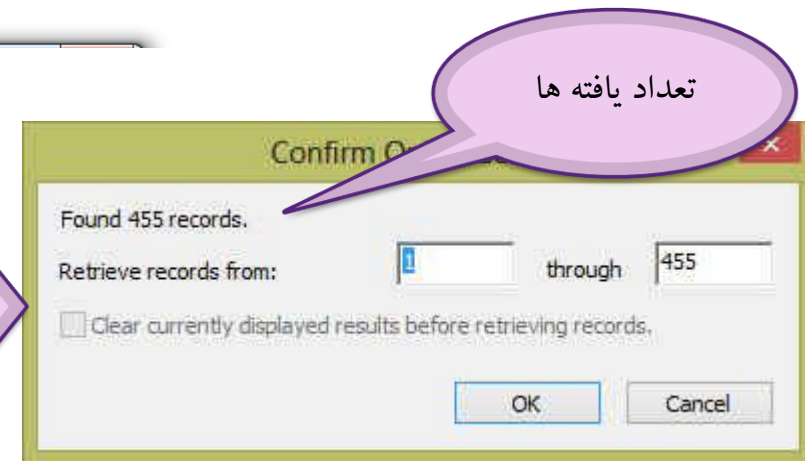 تعداد یافته ها
Confirm O
Found 455 records.
Retrieve records from: 1 through 455
Clear currently displayed results before retrieving records.
OK Cancel